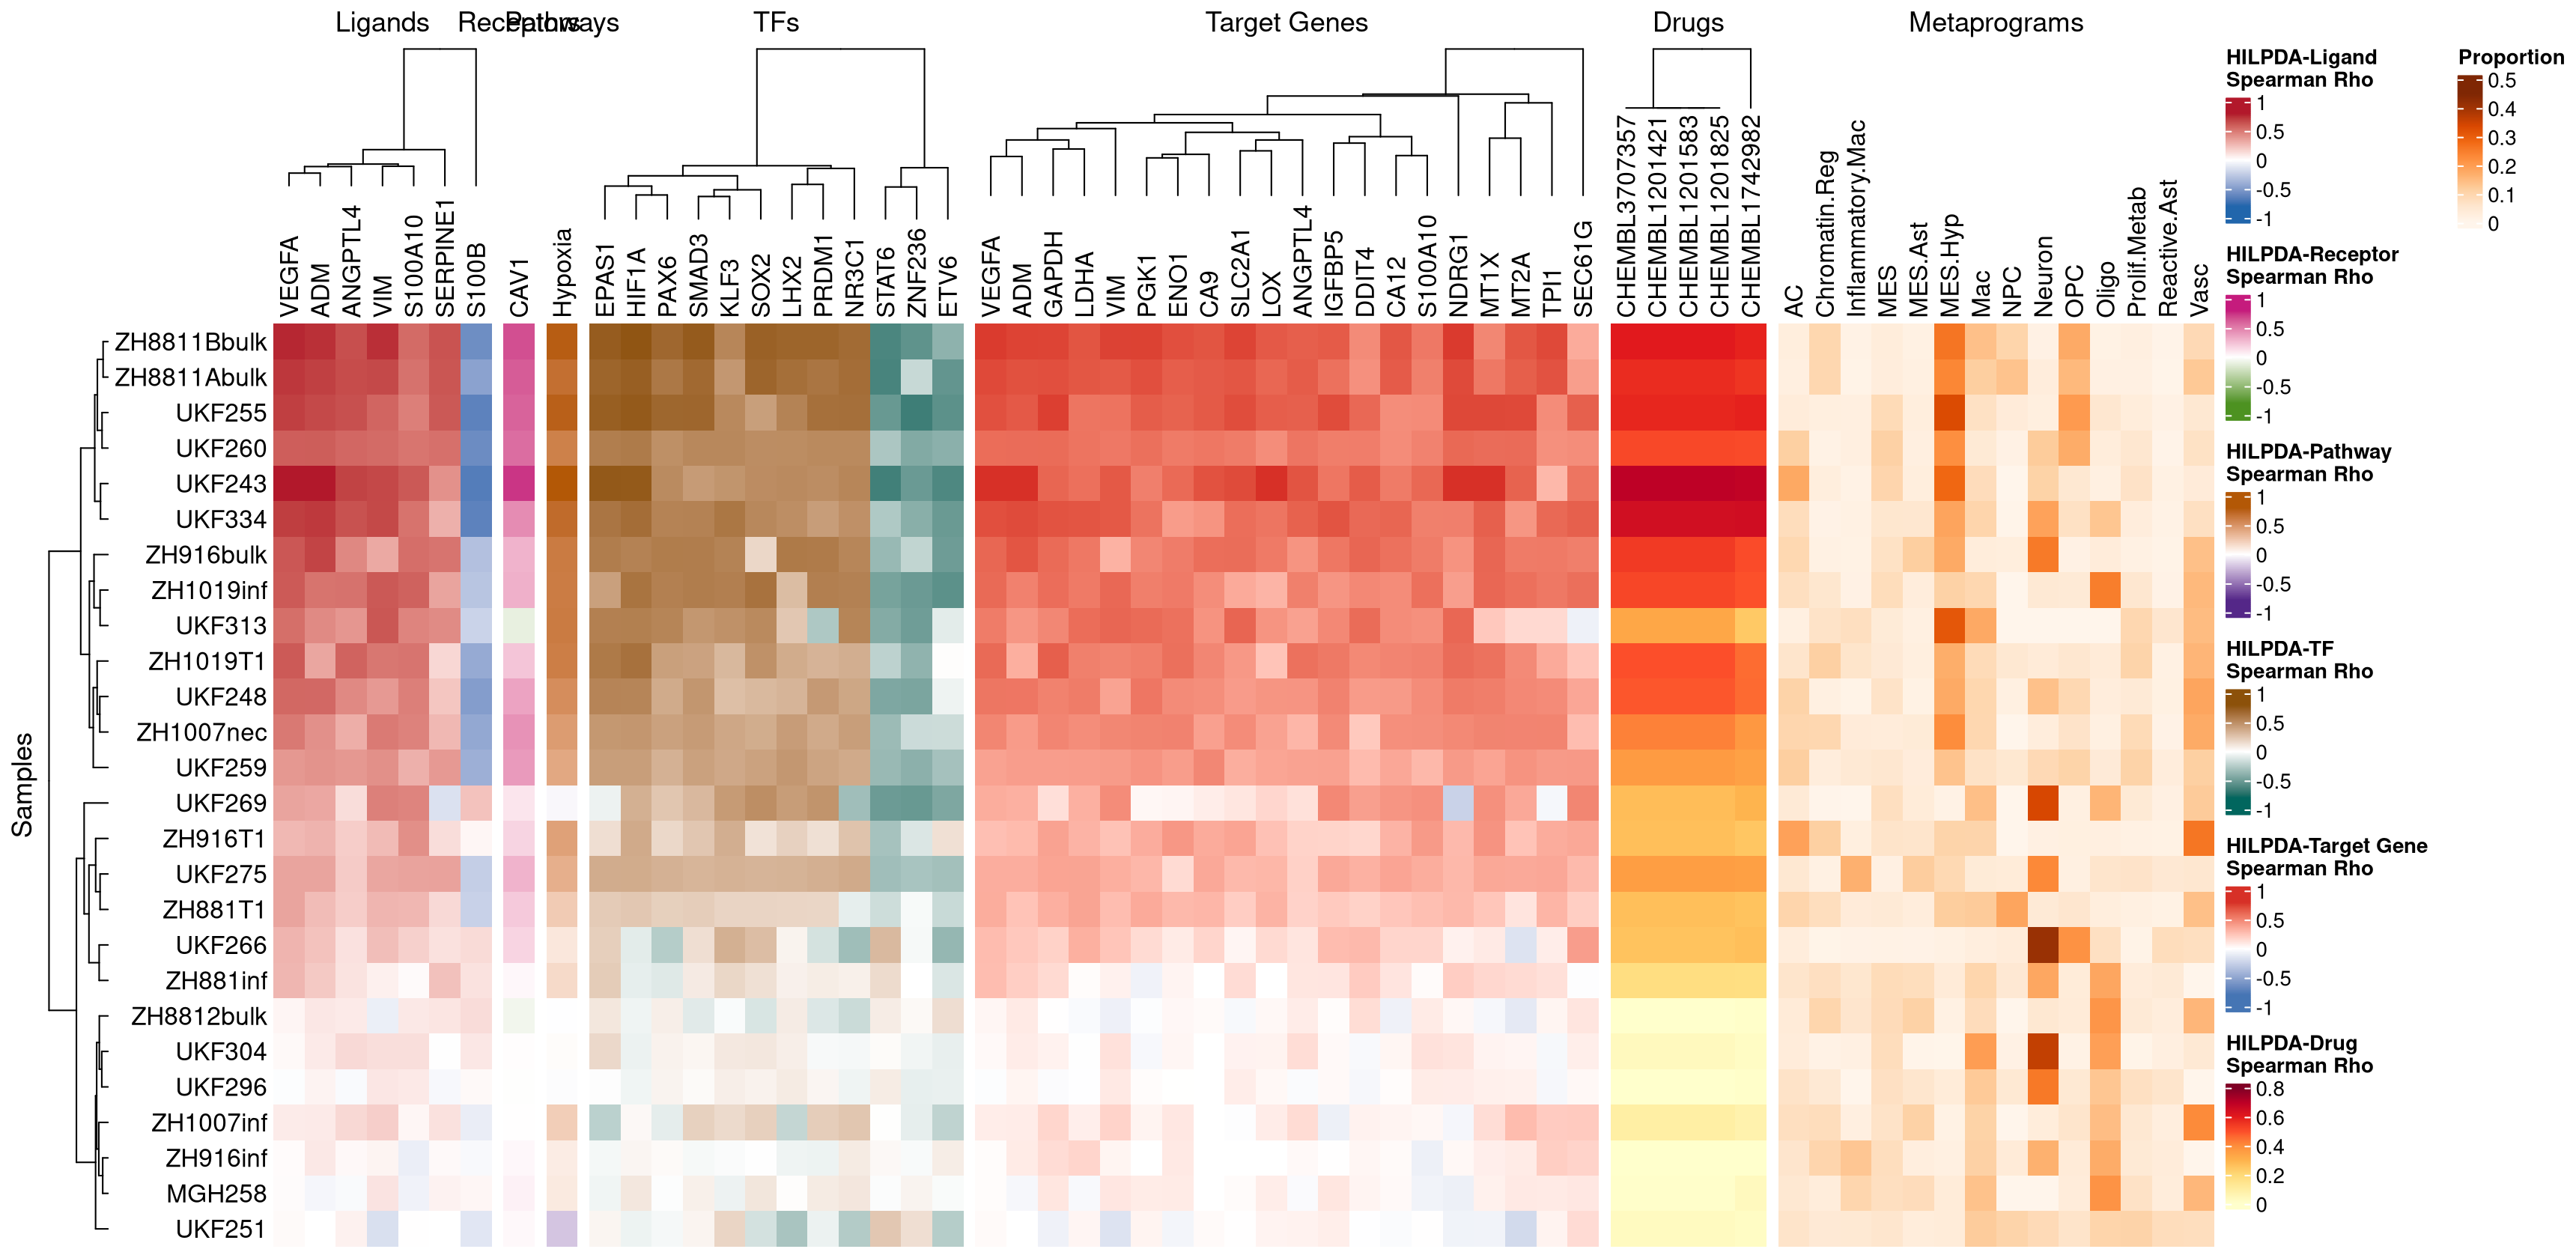 Ligands
Receptors
Pathways
TFs
Target Genes
Drugs
Metaprograms
VEGFA
ADM
ANGPTL4
VIM
S100A10
SERPINE1
S100B
CAV1
Hypoxia
EPAS1
HIF1A
PAX6
SMAD3
KLF3
SOX2
LHX2
PRDM1
NR3C1
STAT6
ZNF236
ETV6
VEGFA
ADM
GAPDH
LDHA
VIM
PGK1
ENO1
CA9
SLC2A1
LOX
ANGPTL4
IGFBP5
DDIT4
CA12
S100A10
NDRG1
MT1X
MT2A
TPI1
SEC61G
CHEMBL3707357
CHEMBL1201421
CHEMBL1201583
CHEMBL1201825
CHEMBL1742982
AC
Chromatin.Reg
Inflammatory.Mac
MES
MES.Ast
MES.Hyp
Mac
NPC
Neuron
OPC
Oligo
Prolif.Metab
Reactive.Ast
Vasc
Samples
ZH8811Bbulk
ZH8811Abulk
UKF255
UKF260
UKF243
UKF334
ZH916bulk
ZH1019inf
UKF313
ZH1019T1
UKF248
ZH1007nec
UKF259
UKF269
ZH916T1
UKF275
ZH881T1
UKF266
ZH881inf
ZH8812bulk
UKF304
UKF296
ZH1007inf
ZH916inf
MGH258
UKF251
HILPDA-Ligand
Spearman Rho
1
0.5
0
-0.5
-1
HILPDA-Receptor
Spearman Rho
1
0.5
0
-0.5
-1
HILPDA-Pathway
Spearman Rho
1
0.5
0
-0.5
-1
HILPDA-TF
Spearman Rho
1
0.5
0
-0.5
-1
HILPDA-Target Gene
Spearman Rho
1
0.5
0
-0.5
-1
HILPDA-Drug
Spearman Rho
0.8
0.6
0.4
0.2
0
Proportion
0.5
0.4
0.3
0.2
0.1
0